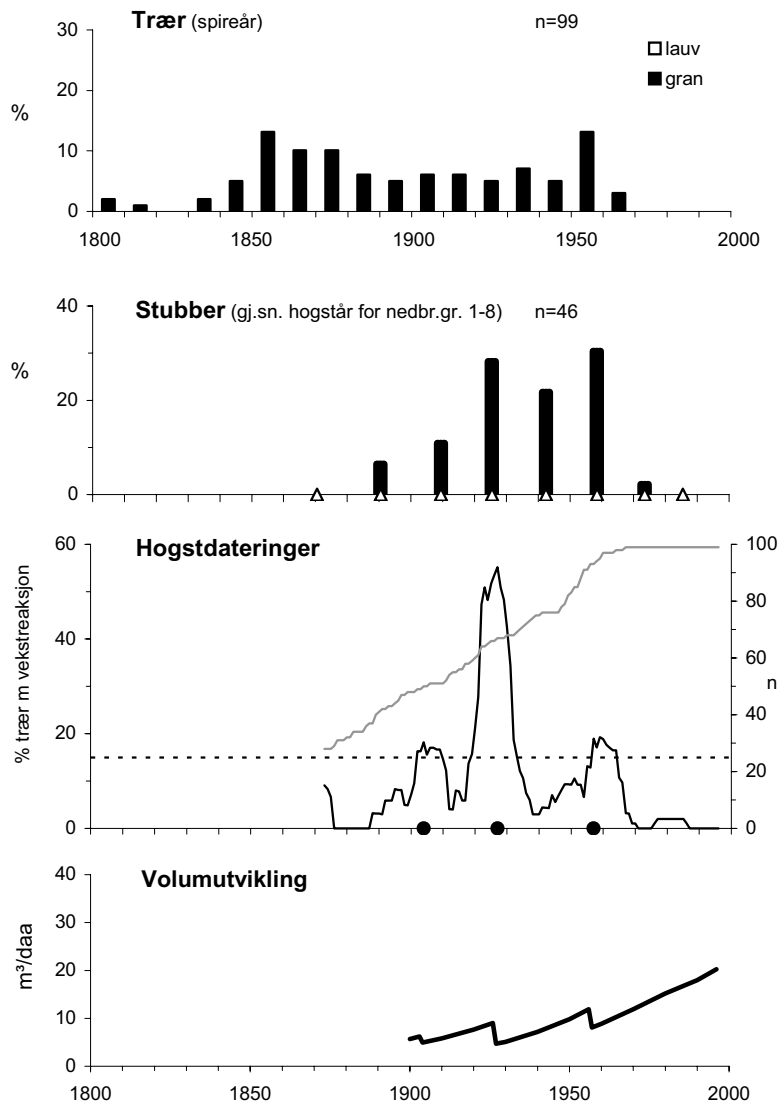 Trær (spireår) n=99
lauv
gran
%
30
20
10
0
1800 1850 1900 1950 2000
Stubber (gj.sn. hogstår for nedbr.gr. 1-8) n=46
%
40
20
0
Hogstdateringer
% trær m vekstreaksjon
60
40
20
0
100
80
60
40
20
0
n
Volumutvikling
m³/daa
40
30
20
10
0
1800 1850 1900 1950 2000